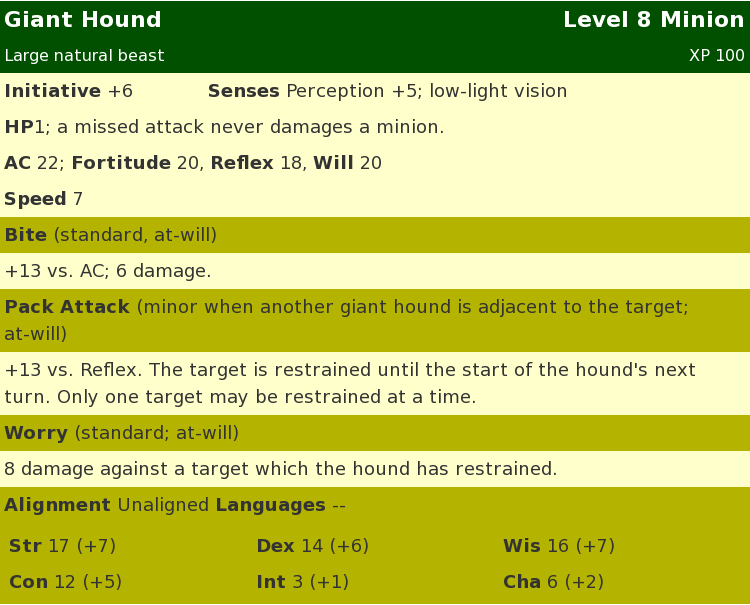 Giant Hound Level 8 Minion
Large natural beast XP 100
Initiative +6 Senses Perception +5; low-light vision
HP1; a missed attack never damages a minion.
AC 22; Fortitude 20, Reflex 18, Will 20
Speed 7
Bite (standard, at-will)
+13 vs. AC; 6 damage.
Pack Attack (minor when another giant hound is adjacent to the target;
at-will)
+13 vs. Reflex. The target is restrained until the start of the hound's next
turn. Only one target may be restrained at a time.
Worry (standard; at-will)
8 damage against a target which the hound has restrained.
Alignment Unaligned Languages --
Str 17 (+7) Dex 14 (+6) Wis 16 (+7)
Con 12 (+5) Int 3 (+1) Cha 6 (+2)